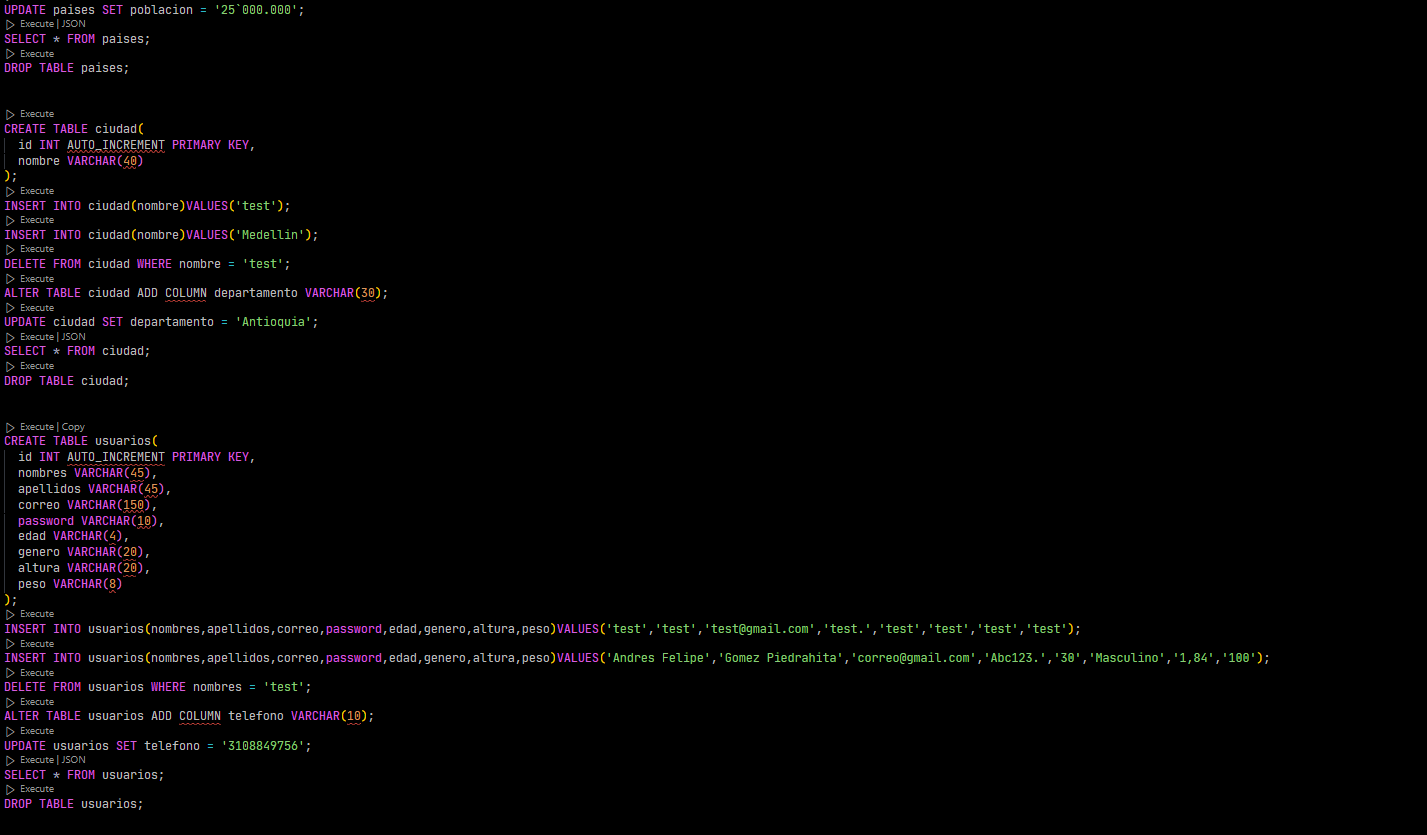 UPDATE paises SET poblacion = '25`000.000';
Execute | JSON
SELECT * FROM paises;
Execute
DROP TABLE paises;
Execute
CREATE TABLE ciudad(
id INT AUTO_INCREMENT PRIMARY KEY,
nombre VARCHAR(40)
);
Execute
INSERT INTO ciudad(nombre)VALUES('test');
Execute
INSERT INTO ciudad(nombre)VALUES('Medellin');
Execute
DELETE FROM ciudad WHERE nombre = 'test';
Execute
ALTER TABLE ciudad ADD COLUMN departamento VARCHAR(30);
Execute
UPDATE ciudad SET departamento = 'Antioquia';
Execute | JSON
SELECT * FROM ciudad;
Execute
DROP TABLE ciudad;
Execute | Copy
CREATE TABLE usuarios(
id INT AUTO_INCREMENT PRIMARY KEY,
nombres VARCHAR(45),
apellidos VARCHAR(45),
correo VARCHAR(150),
password VARCHAR(10),
edad VARCHAR(4),
genero VARCHAR(20),
altura VARCHAR(20),
peso VARCHAR(8)
);
Execute
INSERT INTO usuarios(nombres,apellidos,correo,password,edad,genero,altura,peso)VALUES('test','test','test@gmail.com','test.','test','test','test','test');
Execute
INSERT INTO usuarios(nombres,apellidos,correo,password,edad,genero,altura,peso)VALUES('Andres Felipe','Gomez Piedrahita','correo@gmail.com','Abc123.','30','Masculino','1,84','100');
Execute
DELETE FROM usuarios WHERE nombres = 'test';
Execute
ALTER TABLE usuarios ADD COLUMN telefono VARCHAR(10);
Execute
UPDATE usuarios SET telefono = '3108849756';
Execute | JSON
SELECT * FROM usuarios;
Execute
DROP TABLE usuarios;